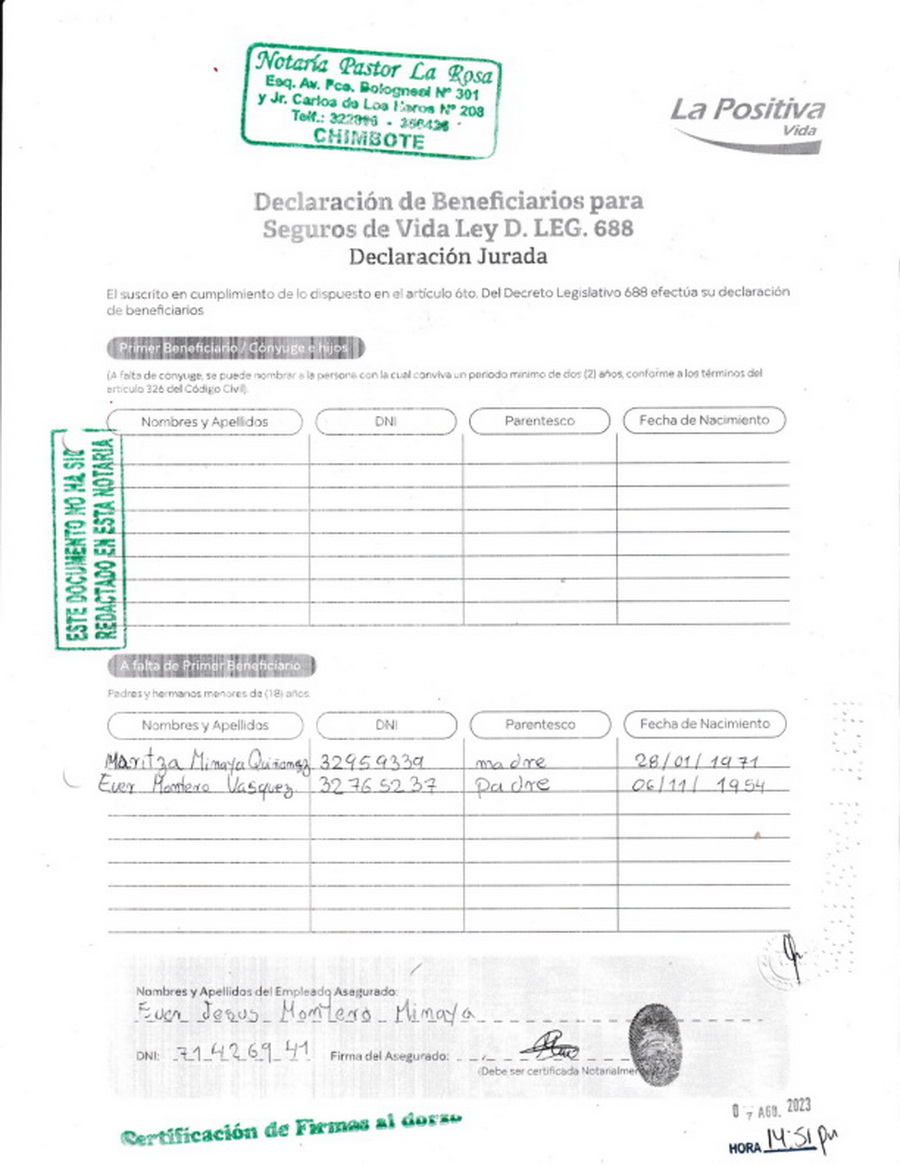 Notaría Pastor La Rosa
Esq. Av. Pco. Bolognesi Nº 301
y Jr. Carlos de Los Heros Nº 208
Telf.: - 
CHIMBOTE
La Positiva
Vida
Declaración de Beneficiarios para
Seguros de Vida Ley D. LEG. 688
Declaración Jurada
El suscrito en cumplimiento de lo dispuesto en el artículo 6to. Del Decreto Legislativo 688 efectúa su declaración
de beneficiarios
Primer Beneficiario / Cónyuge e hijos
(A falta de cónyuge, se puede nombrar a la persona con la cual conviva un periodo mínimo de dos (2) años, conforme a los términos del
artículo 326 del Código Civil).
Nombres y Apellidos DNI Parentesco Fecha de Nacimiento
ESTE DOCUMENTO NO HA SIDO
REDACTADO EN ESTA NOTARIA
A falta de Primer Beneficiario
Padres y hermanos menores de (18) años
Nombres y Apellidos DNI Parentesco Fecha de Nacimiento
Maritza Minaya Quiñonez 32959339 madre 28/01/1971
Ever Montero Vasquez 32765237 padre 06/11/1954
Nombres y Apellidos del Empleado Asegurado:
Ever Jesus Montero Minaya
DNI: 71426941 Firma del Asegurado:
(Debe ser certificada Notarialmen
07 AGO. 2023
Certificación de Firmas al dorso
HORA 14:51 pm